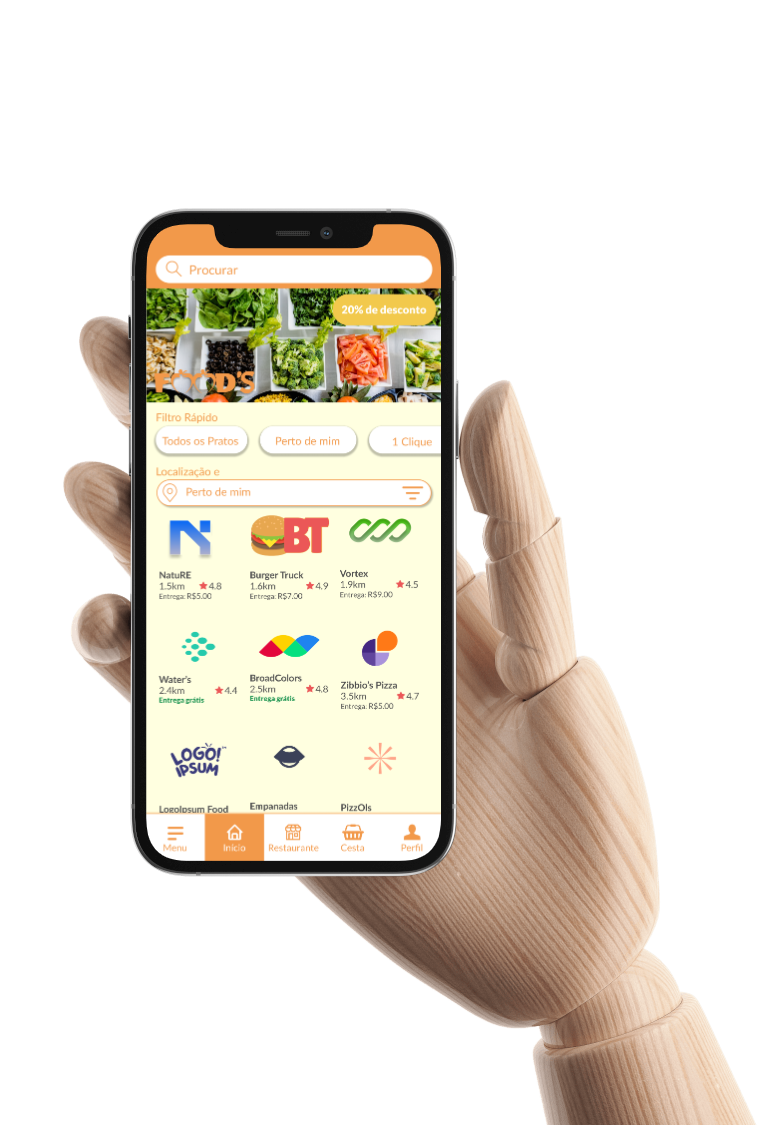 Procurar
20% de desconto
FOOD'S
Filtro Rápido
Todos os Pratos
Perto de mim
1 Clique
Localização e
Perto de mim
BT
NatuRE
1.5km
4.8
Entrega: R$5.00
Burger Truck
1.6km
4.9
Entrega: R$7.00
Vortex
1.9km
4.5
Entrega: R$9.00
Water's
2.4km
4.4
Entrega grátis
BroadColors
2.5km
4.8
Entrega grátis
Zibbio's Pizza
3.5km
4.7
Entrega: R$5.00
LOGO!
IPSUM
LogoIpsum Food
Empanadas
PizzOls
Menu
Início
Restaurante
Cesta
Perfil